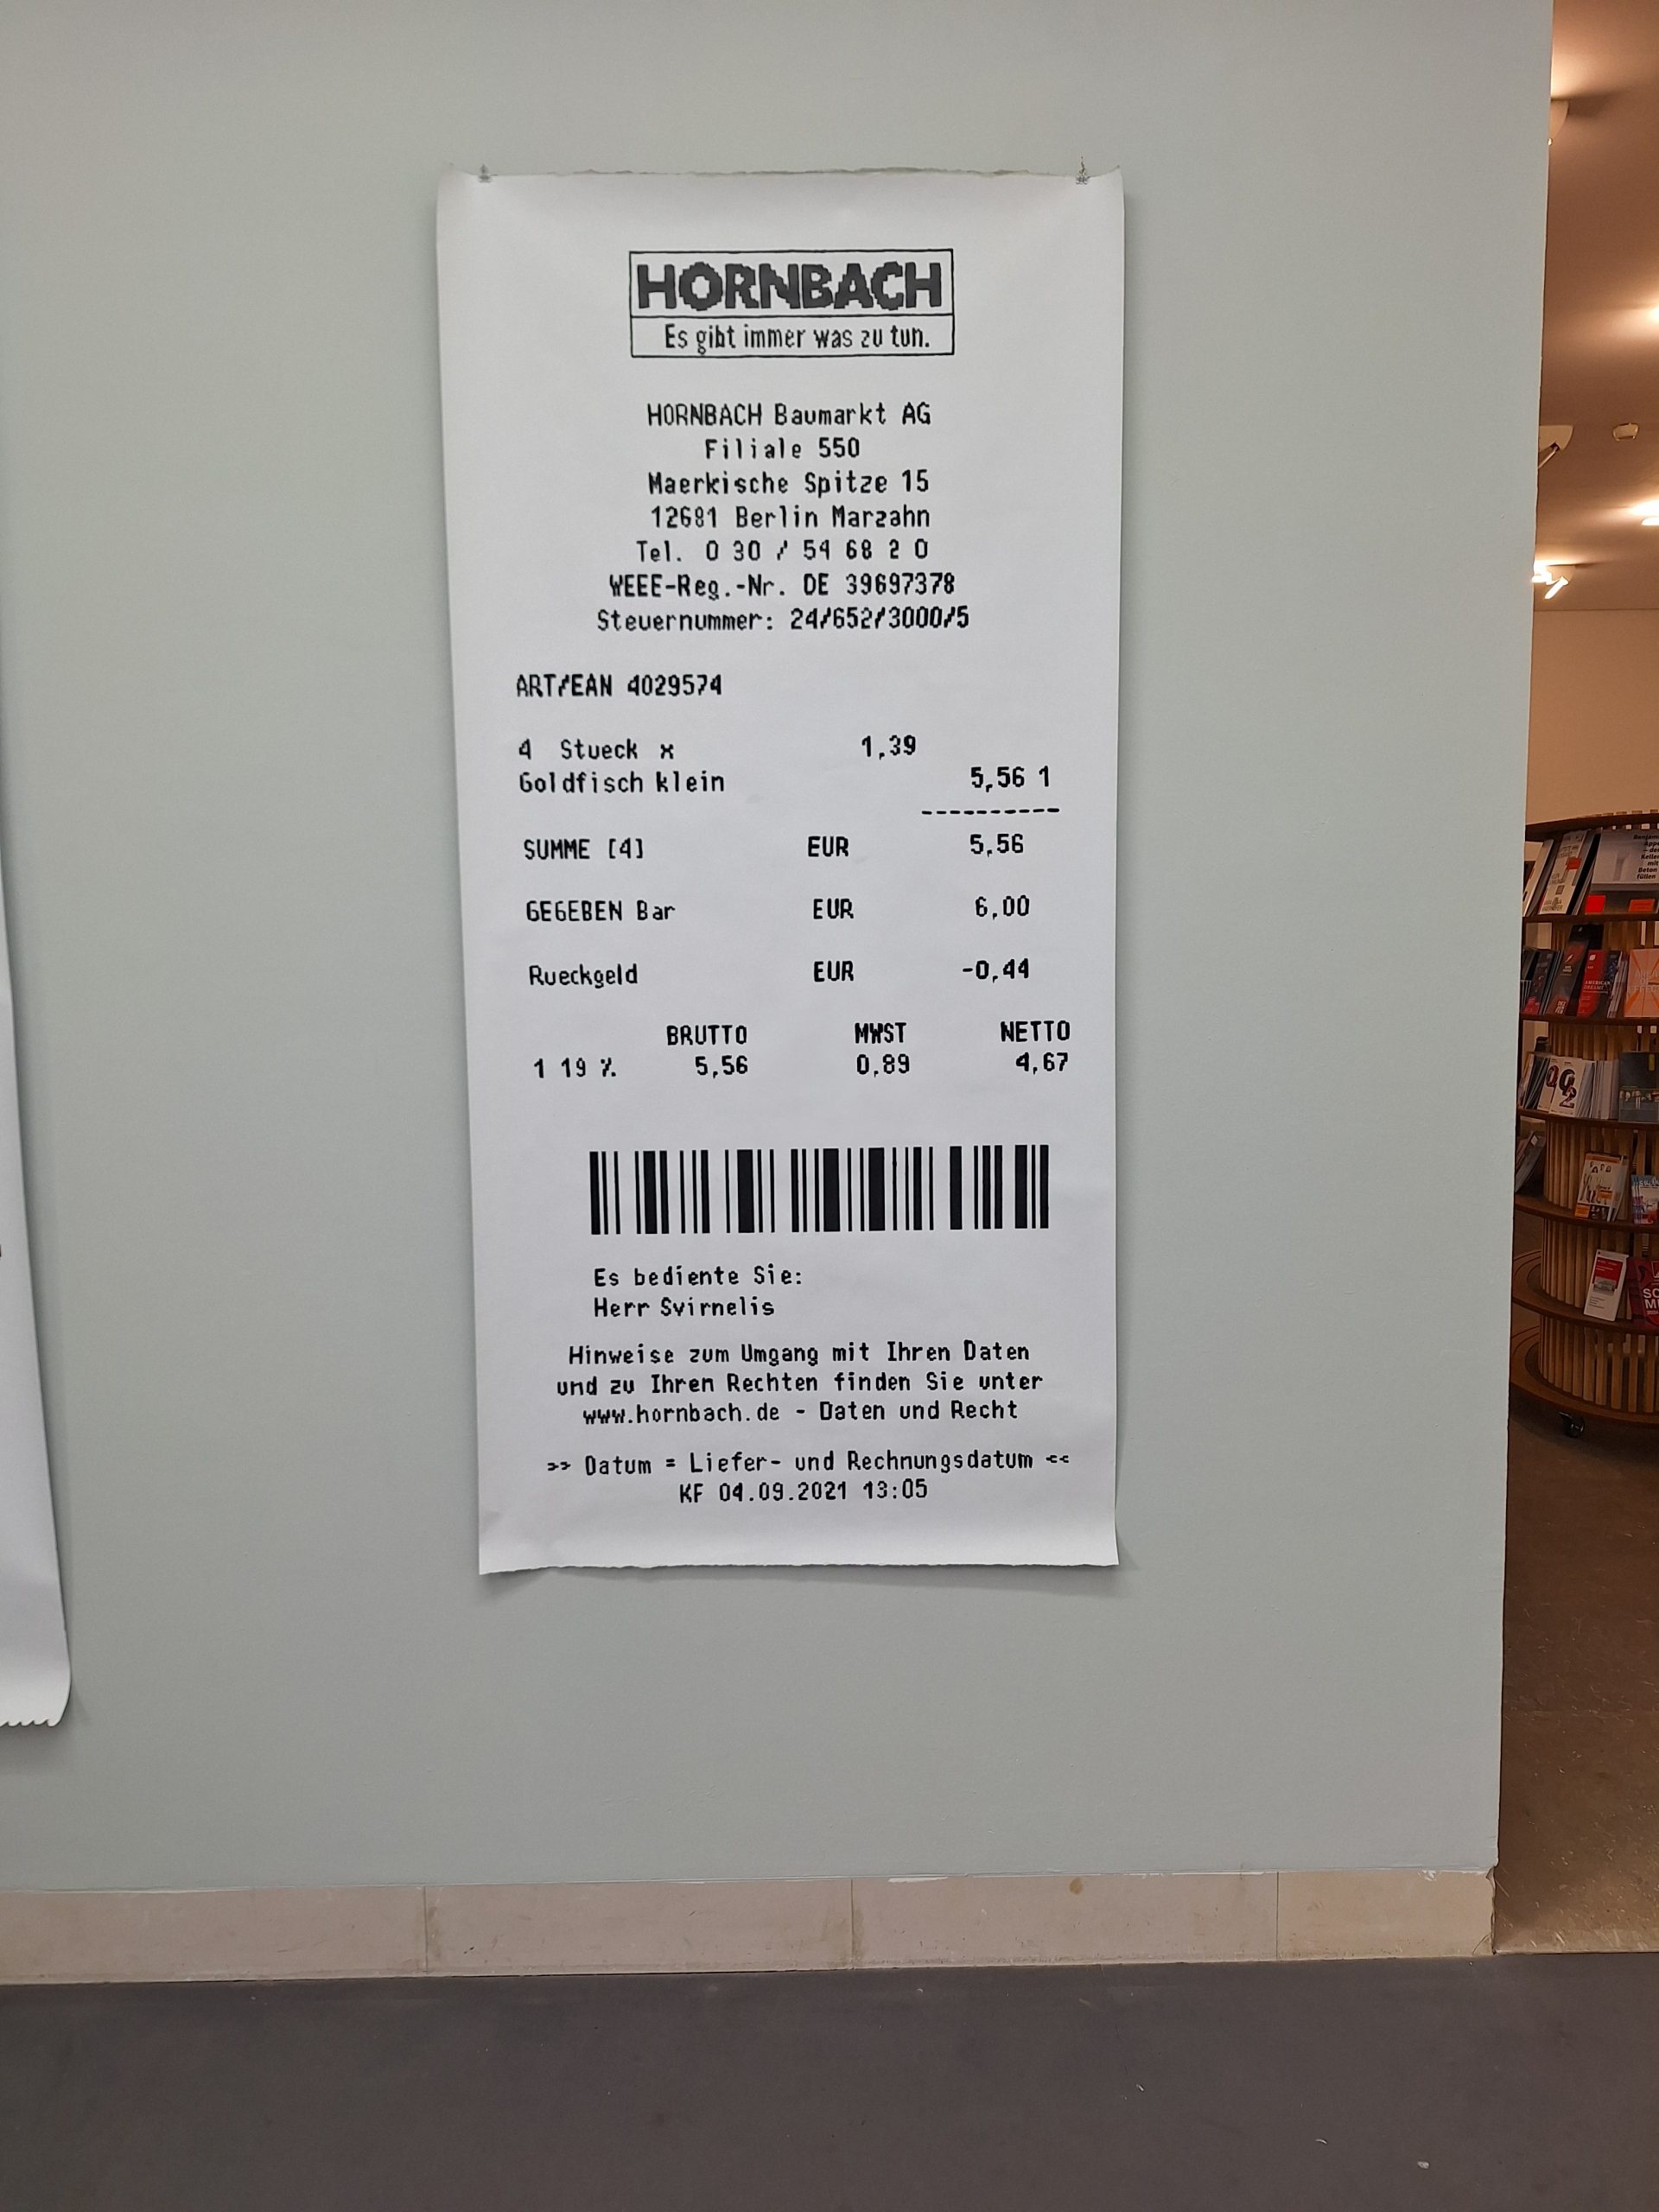 HORNBACH
Es gibt immer was zu tun.
HORNBACH Baumarkt AG
Filiale 550
Maerkische Spitze 15
12681 Berlin Marzahn
Tel. 0 30 / 54 68 2 0
WEEE-Reg.-Nr. DE 39697378
Steuernummer: 24/652/3000/5
ART/EAN 4029574
4 Stueck x 1,39
Goldfisch klein 5,56 1
----------
SUMME [4] EUR 5,56
GEGEBEN Bar EUR 6,00
Rueckgeld EUR -0,44
BRUTTO MWST NETTO
1 19 % 5,56 0,89 4,67
Es bediente Sie:
Herr Svirnelis
Hinweise zum Umgang mit Ihren Daten
und zu Ihren Rechten finden Sie unter
www.hornbach.de - Daten und Recht
>> Datum = Liefer- und Rechnungsdatum <<
KF 04.09.2021 13:05